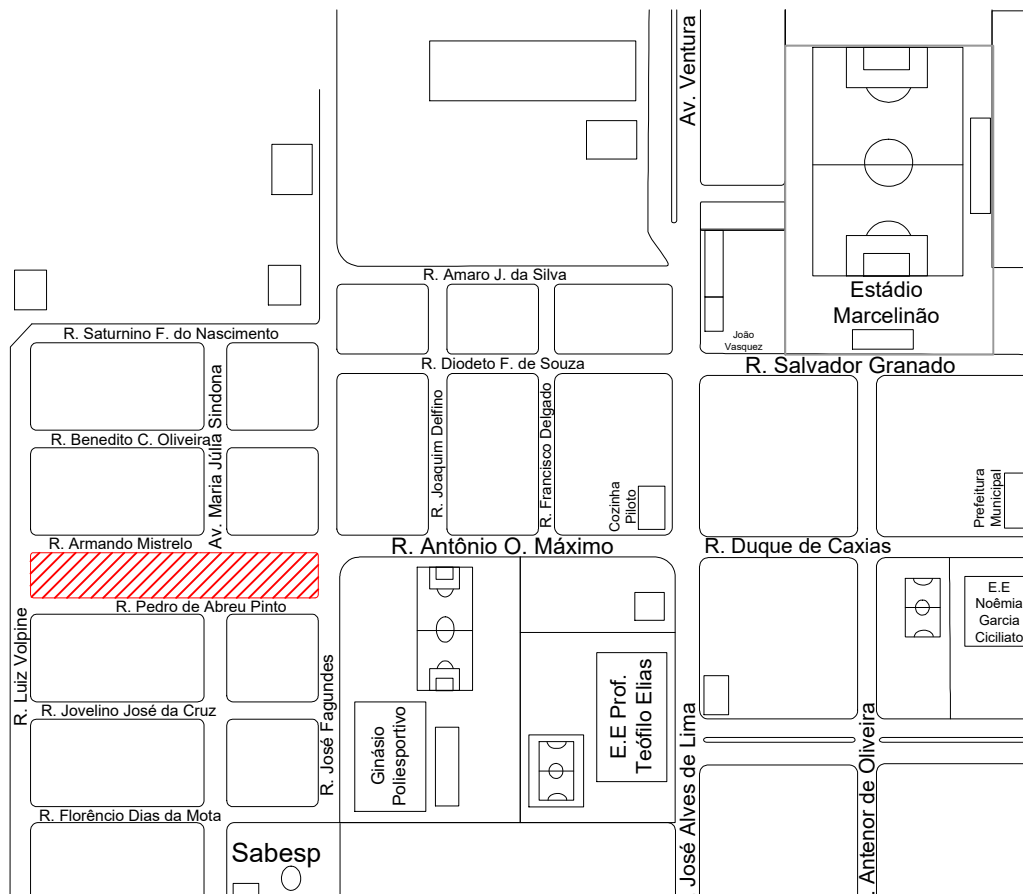 Av. Ventura
R. Amaro J. da Silva
Estádio
Marcelinão
R. Saturnino F. do Nascimento
João
Vasquez
R. Diodeto F. de Souza
R. Salvador Granado
Av. Maria Júlia Sindona
R. Joaquim Delfino
R. Francisco Delgado
R. Benedito C. Oliveira
Cozinha
Piloto
Prefeitura
Municipal
R. Armando Mistrelo
R. Antônio O. Máximo
R. Duque de Caxias
R. Pedro de Abreu Pinto
E.E
Noêmia
Garcia
Ciciliato
R. Luiz Volpine
R. José Fagundes
E.E Prof.
Teófilo Elias
R. Jovelino José da Cruz
Ginásio
Poliesportivo
José Alves de Lima
. Antenor de Oliveira
R. Florêncio Dias da Mota
Sabesp